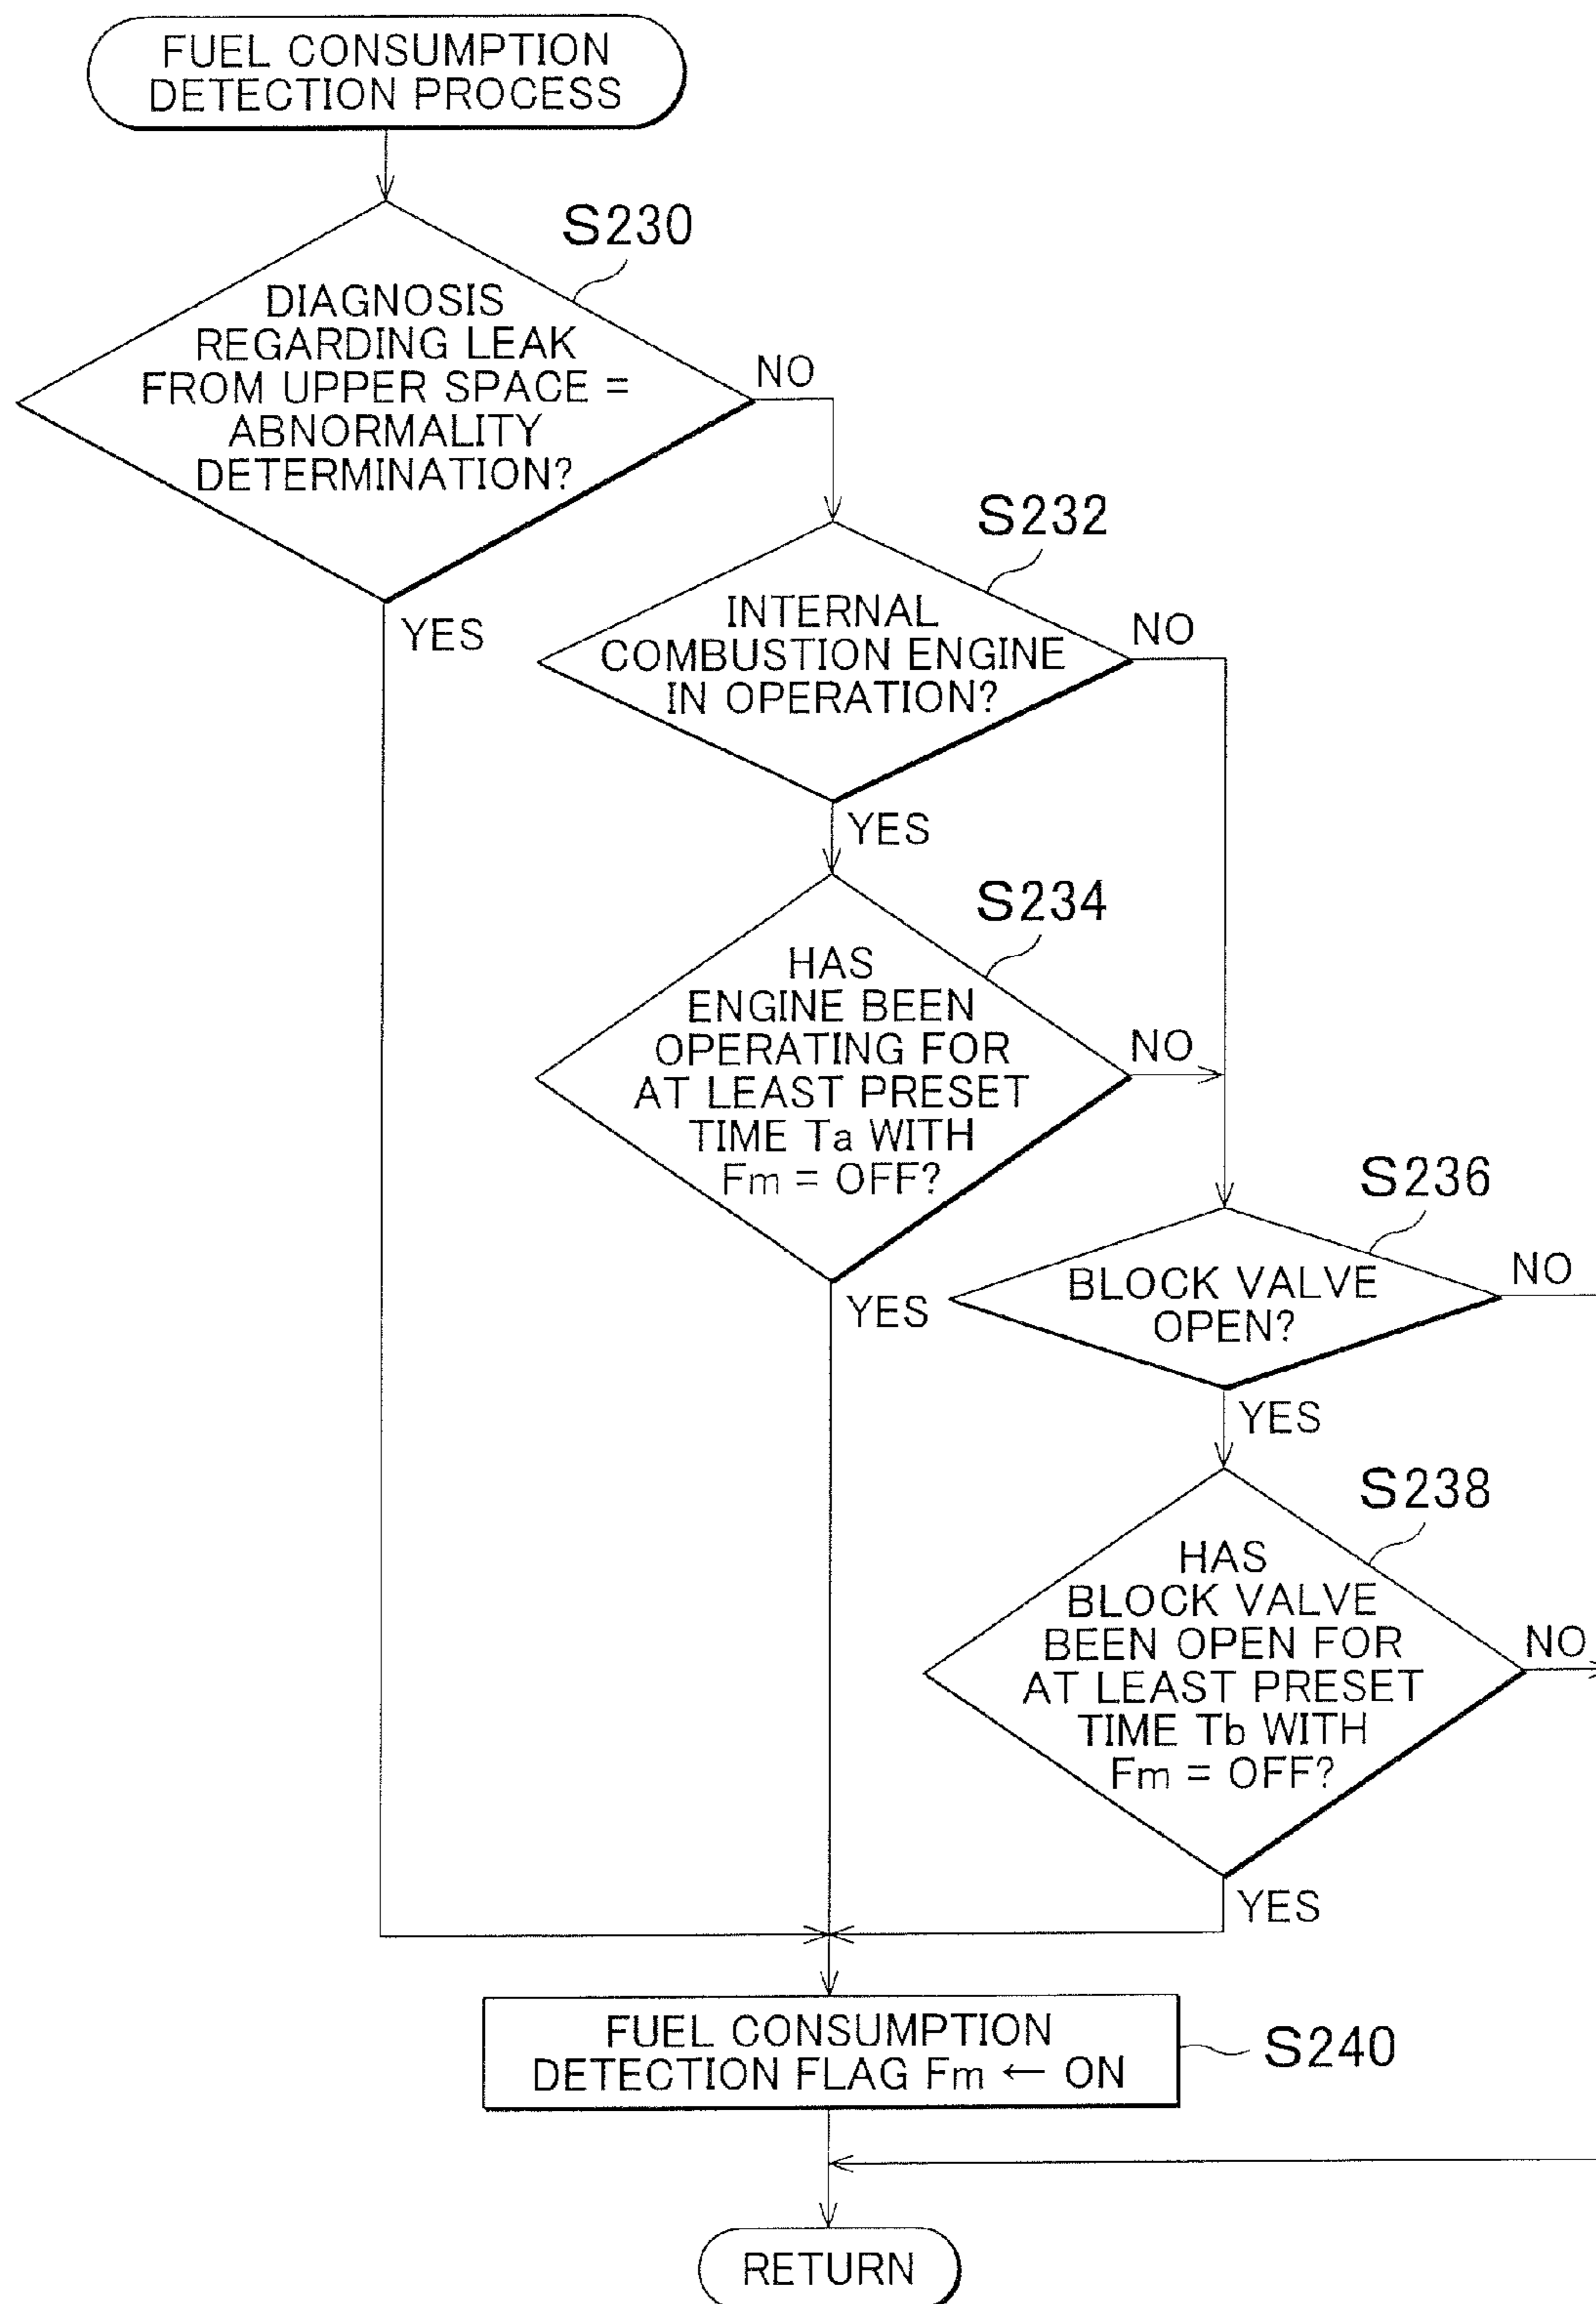 FUEL CONSUMPTION
DETECTION PROCESS
S230
DIAGNOSIS
REGARDING LEAK
FROM UPPER SPACE =
ABNORMALITY
DETERMINATION?
NO
YES
S232
INTERNAL
COMBUSTION ENGINE
IN OPERATION?
NO
YES
S234
HAS
ENGINE BEEN
OPERATING FOR
AT LEAST PRESET
TIME Ta WITH
Fm = OFF?
NO
YES
S236
BLOCK VALVE
OPEN?
NO
YES
S238
HAS
BLOCK VALVE
BEEN OPEN FOR
AT LEAST PRESET
TIME Tb WITH
Fm = OFF?
NO
YES
FUEL CONSUMPTION
DETECTION FLAG Fm ← ON
S240
RETURN